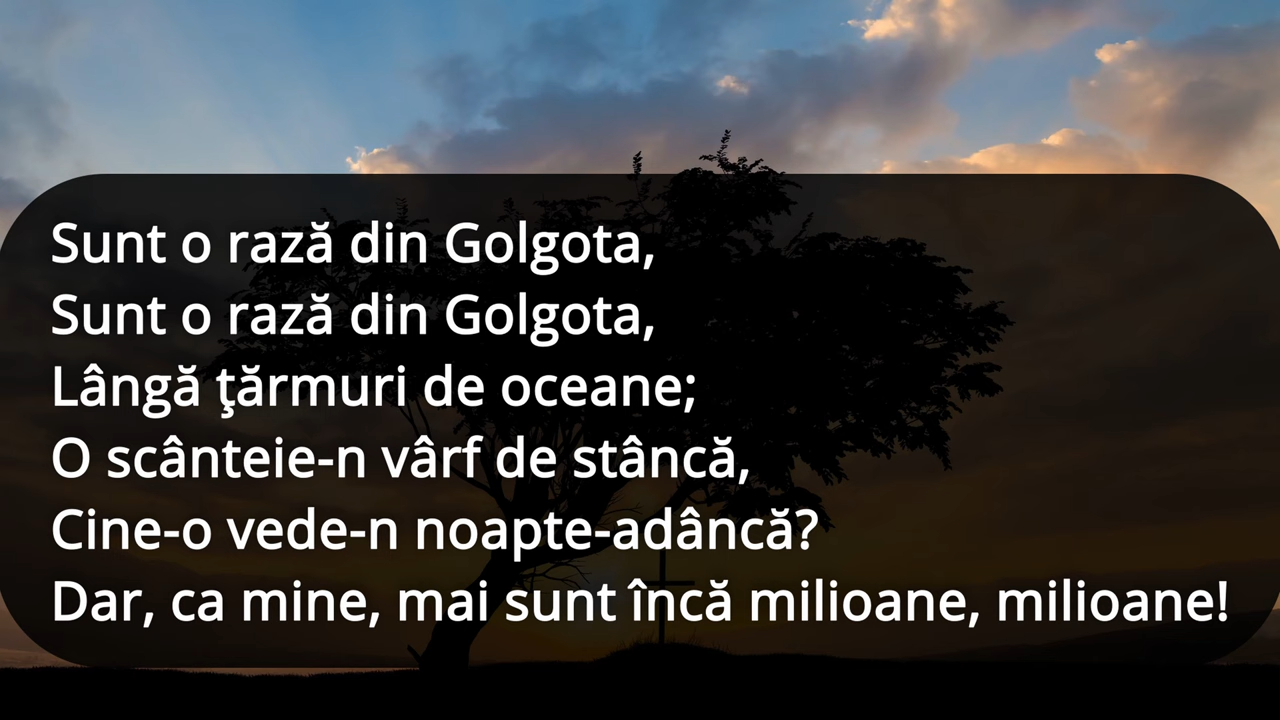 Sunt o rază din Golgota,
Sunt o rază din Golgota,
Lângă ţărmuri de oceane;
O scânteie-n vârf de stâncă,
Cine-o vede-n noapte-adâncă?
Dar, ca mine, mai sunt încă milioane, milioane!